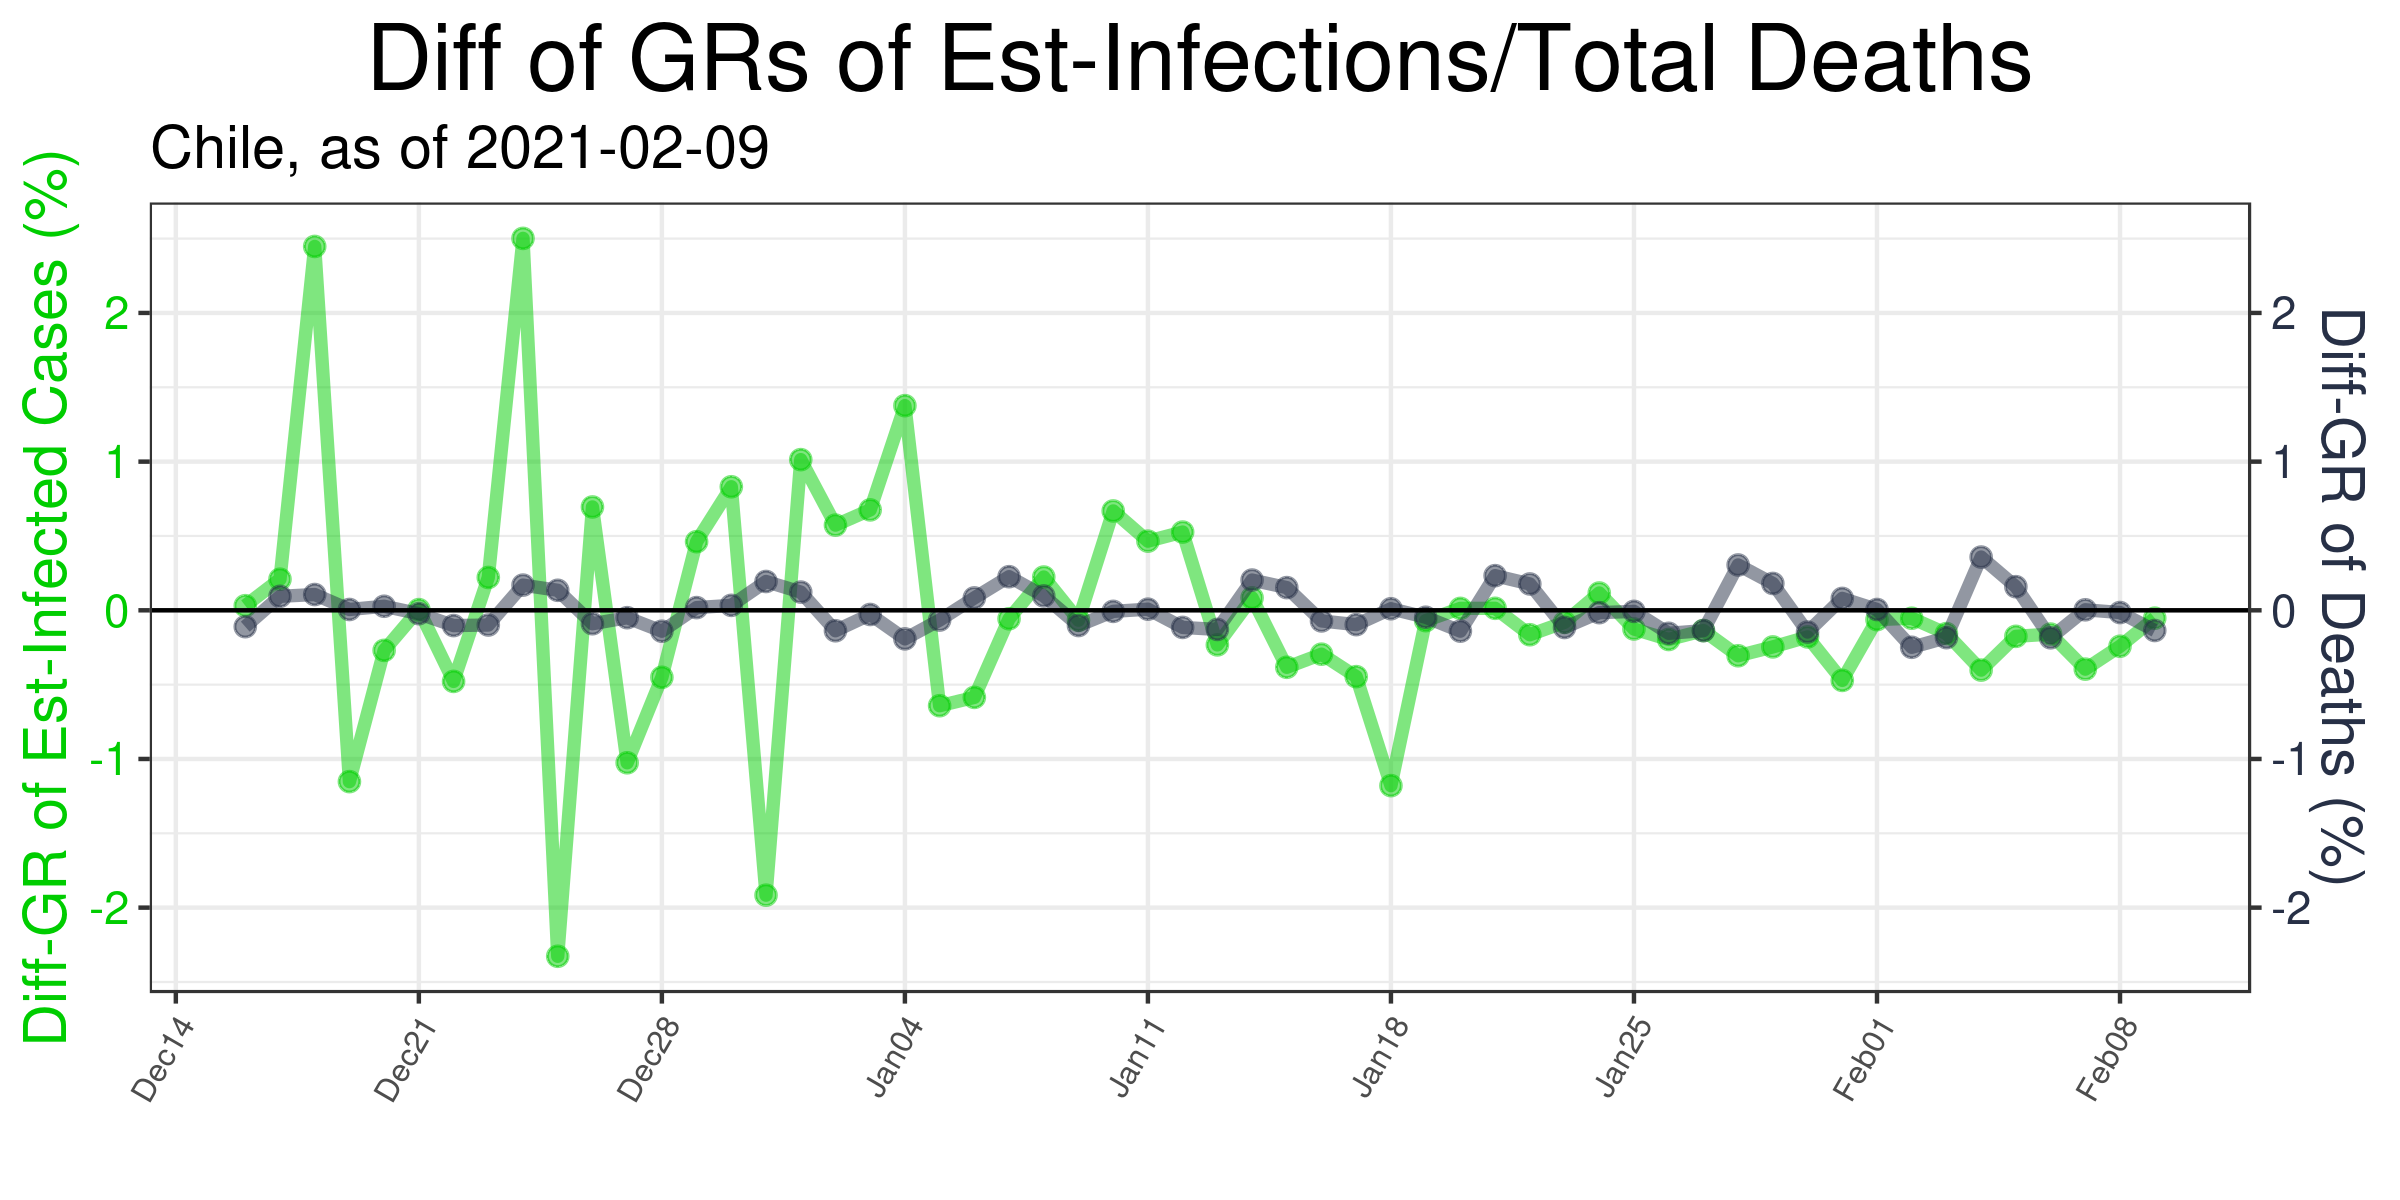 Diff of GRs of Est-Infections/Total Deaths
Chile, as of 2021-02-09
Diff-GR of Est-Infected Cases (%)
2
1
0
-1
-2
2
1
0
-1
-2
Diff-GR of Deaths (%)
Dec14
Dec21
Dec28
Jan04
Jan11
Jan18
Jan25
Feb01
Feb08